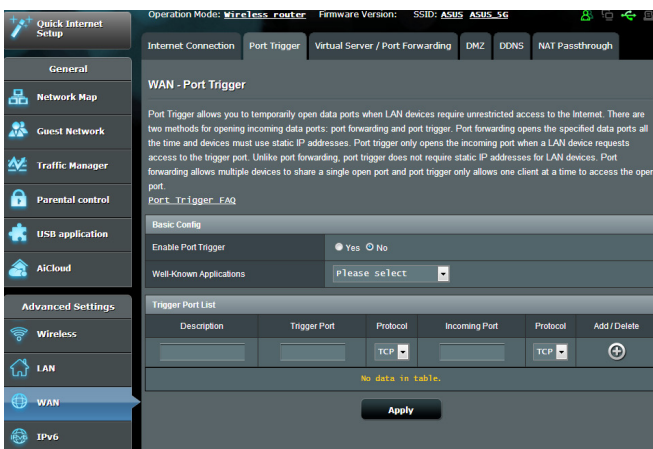 Quick Internet
Setup
Operation Mode: Wireless router Firmware Version: SSID: ASUS ASUS_5G
Internet Connection Port Trigger Virtual Server / Port Forwarding DMZ DDNS NAT Passthrough
General
Network Map
Guest Network
Traffic Manager
Parental control
USB application
AiCloud
Advanced Settings
Wireless
LAN
WAN
IPv6
WAN - Port Trigger
Port Trigger allows you to temporarily open data ports when LAN devices require unrestricted access to the Internet. There are
two methods for opening incoming data ports: port forwarding and port trigger. Port forwarding opens the specified data ports all
the time and devices must use static IP addresses. Port trigger only opens the incoming port when a LAN device requests
access to the trigger port. Unlike port forwarding, port trigger does not require static IP addresses for LAN devices. Port
forwarding allows multiple devices to share a single open port and port trigger only allows one client at a time to access the open
port.
Port Trigger FAQ
Basic Config
Enable Port Trigger Yes No
Well-Known Applications Please select
Trigger Port List
Description Trigger Port Protocol Incoming Port Protocol Add / Delete
TCP TCP
No data in table.
Apply